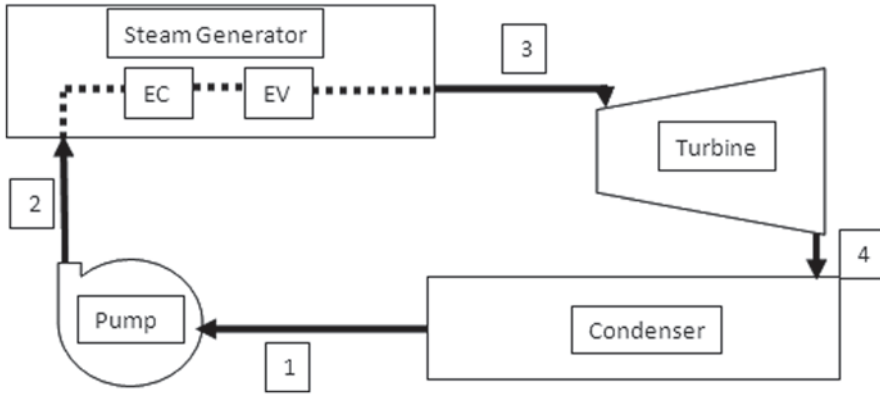 Steam Generator
3
EC
EV
Turbine
2
4
Pump
Condenser
1